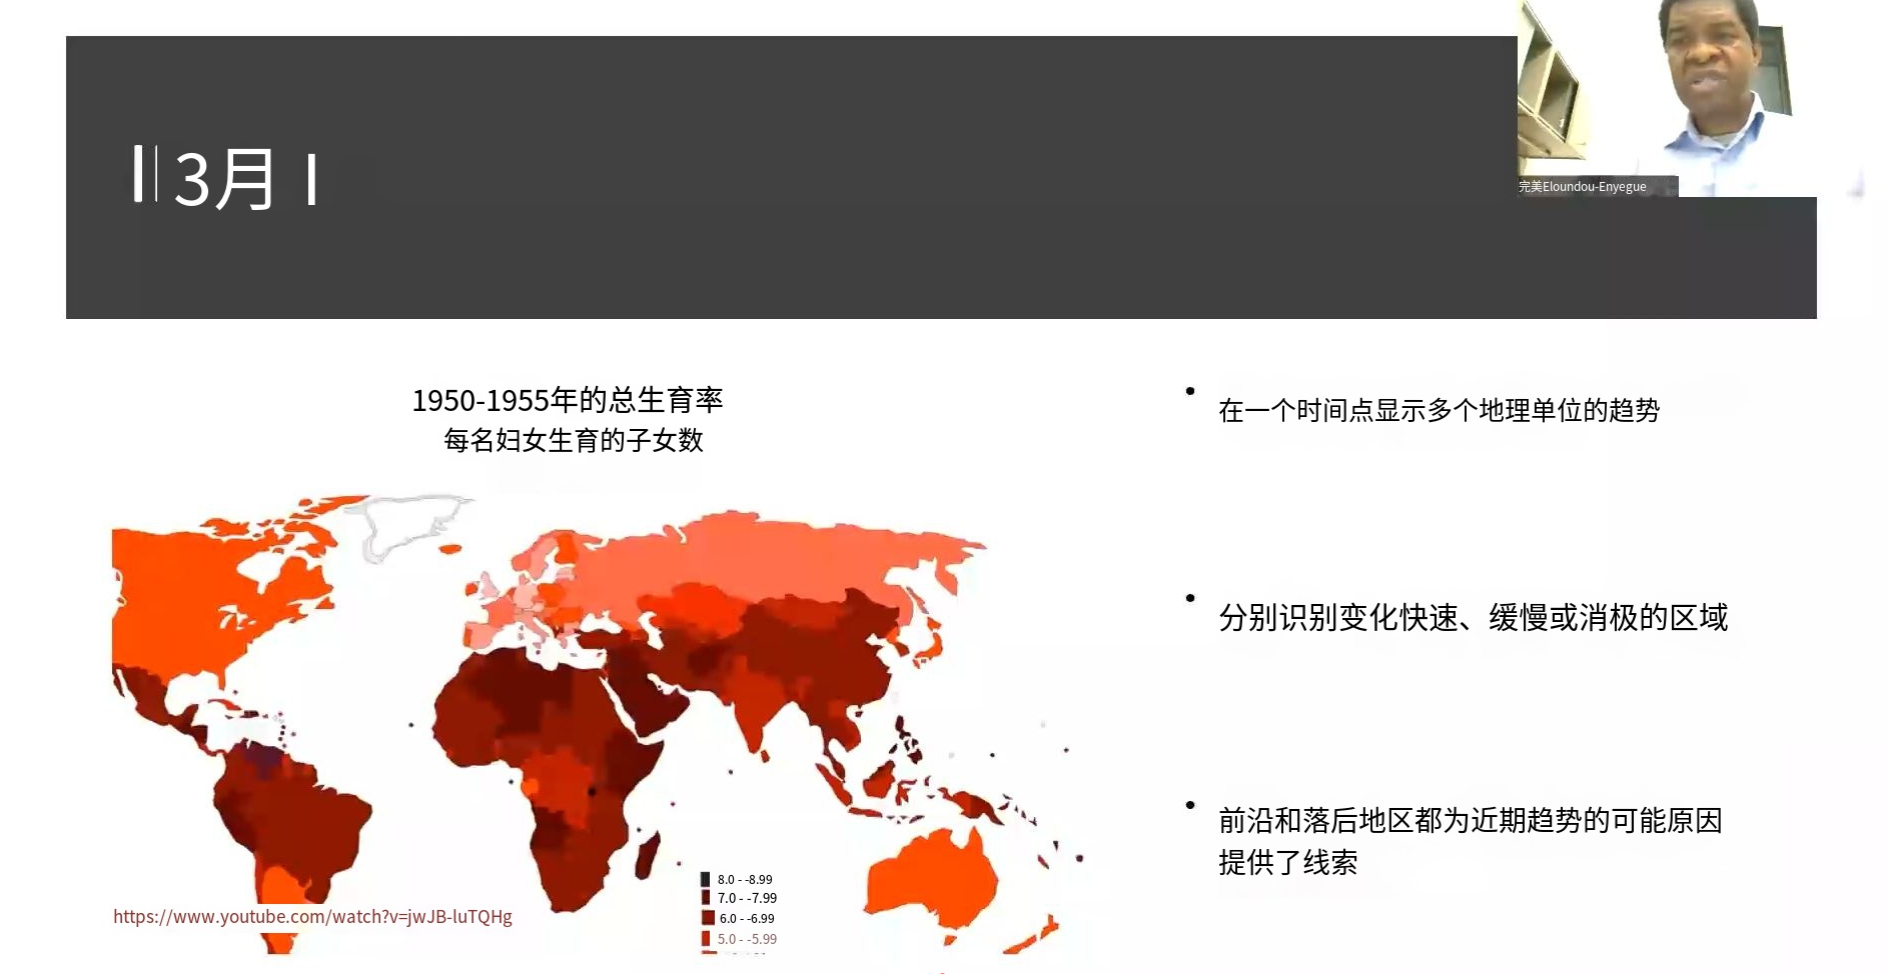 3月 I
完美Eloundou-Enyegue
1950-1955年的总生育率
每名妇女生育的子女数
• 在一个时间点显示多个地理单位的趋势
• 分别识别变化快速、缓慢或消极的区域
• 前沿和落后地区都为近期趋势的可能原因
提供了线索
8.0 - -8.99
7.0 - -7.99
6.0 - -6.99
5.0 - -5.99
https://www.youtube.com/watch?v=jwJB-luTQHg